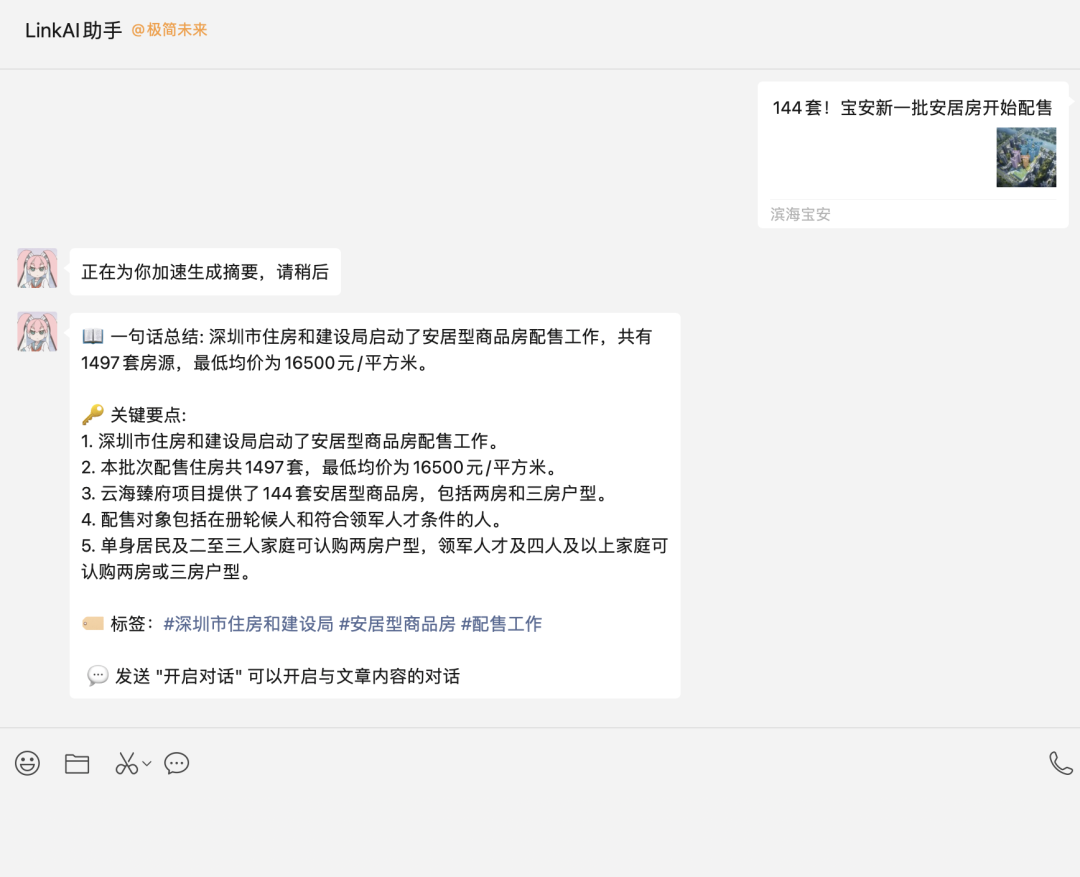 LinkAI助手 @极简未来
144套！宝安新一批安居房开始配售
滨海宝安
正在为你加速生成摘要，请稍后
📖 一句话总结: 深圳市住房和建设局启动了安居型商品房配售工作，共有
1497套房源，最低均价为16500元/平方米。
🔑 关键要点:
1. 深圳市住房和建设局启动了安居型商品房配售工作。
2. 本批次配售住房共1497套，最低均价为16500元/平方米。
3. 云海臻府项目提供了144套安居型商品房，包括两房和三房户型。
4. 配售对象包括在册轮候人和符合领军人才条件的人。
5. 单身居民及二至三人家庭可认购两房户型，领军人才及四人及以上家庭可
认购两房或三房户型。
🏷️ 标签：#深圳市住房和建设局 #安居型商品房 #配售工作
💬 发送 "开启对话" 可以开启与文章内容的对话